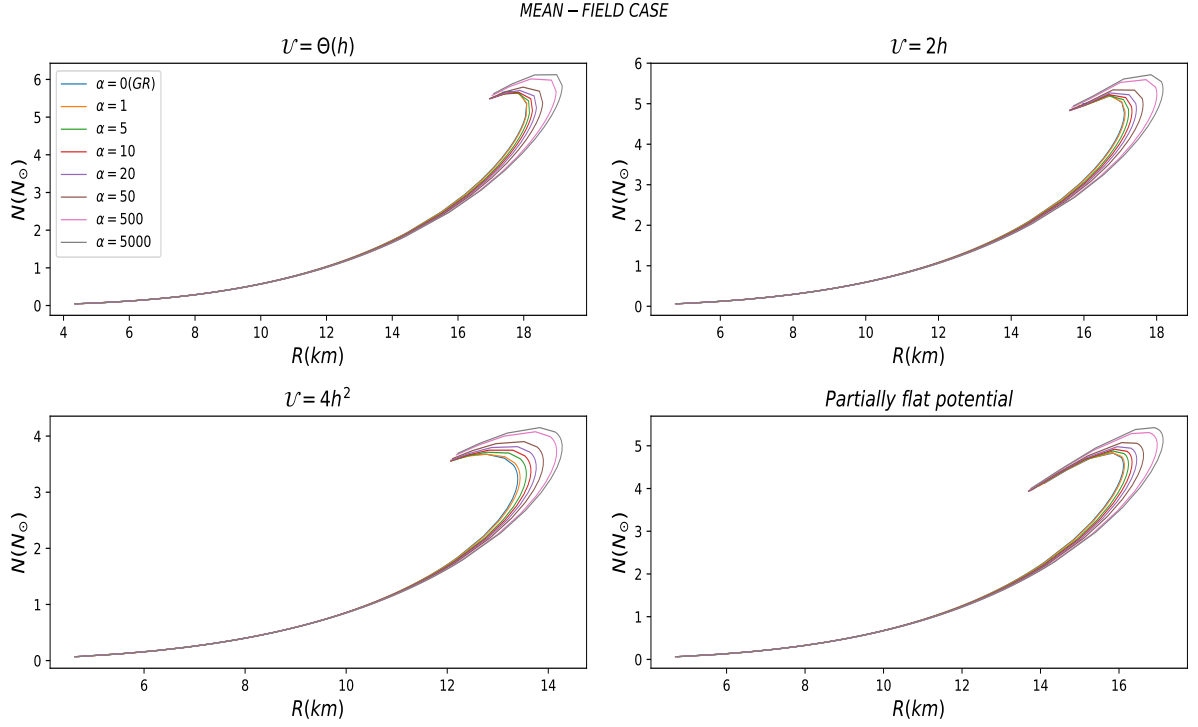 MEAN − FIELD CASE
𝒰 = Θ(h)
N(N⊙)
6
5
4
3
2
1
0
α = 0(GR)
α = 1
α = 5
α = 10
α = 20
α = 50
α = 500
α = 5000
4 6 8 10 12 14 16 18
R(km)
𝒰 = 2h
N(N⊙)
6
5
4
3
2
1
0
6 8 10 12 14 16 18
R(km)
𝒰 = 4h²
N(N⊙)
4
3
2
1
0
6 8 10 12 14
R(km)
Partially flat potential
N(N⊙)
5
4
3
2
1
0
6 8 10 12 14 16
R(km)